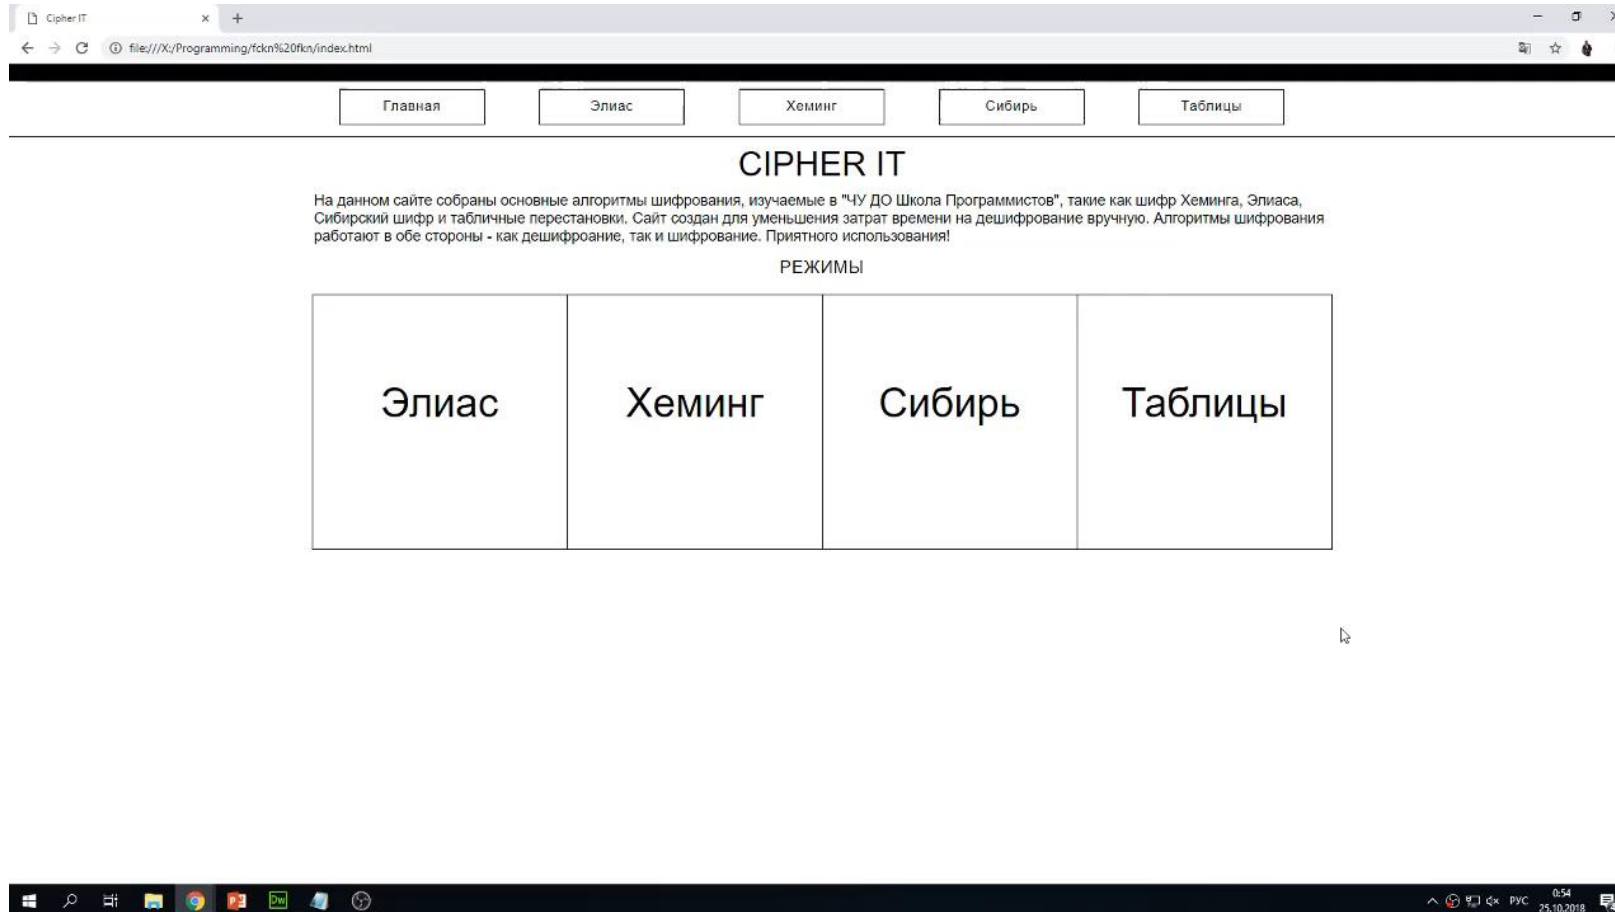 Cipher IT
file:///X:/Programming/fckn%20fkn/index.html
Главная Элиас Хеминг Сибирь Таблицы
CIPHER IT
На данном сайте собраны основные алгоритмы шифрования, изучаемые в "ЧУ ДО Школа Программистов", такие как шифр Хеминга, Элиаса,
Сибирский шифр и табличные перестановки. Сайт создан для уменьшения затрат времени на дешифрование вручную. Алгоритмы шифрования
работают в обе стороны - как дешифроание, так и шифрование. Приятного использования!
РЕЖИМЫ
Элиас Хеминг Сибирь Таблицы
Dw
РУС
0:54
25.10.2018